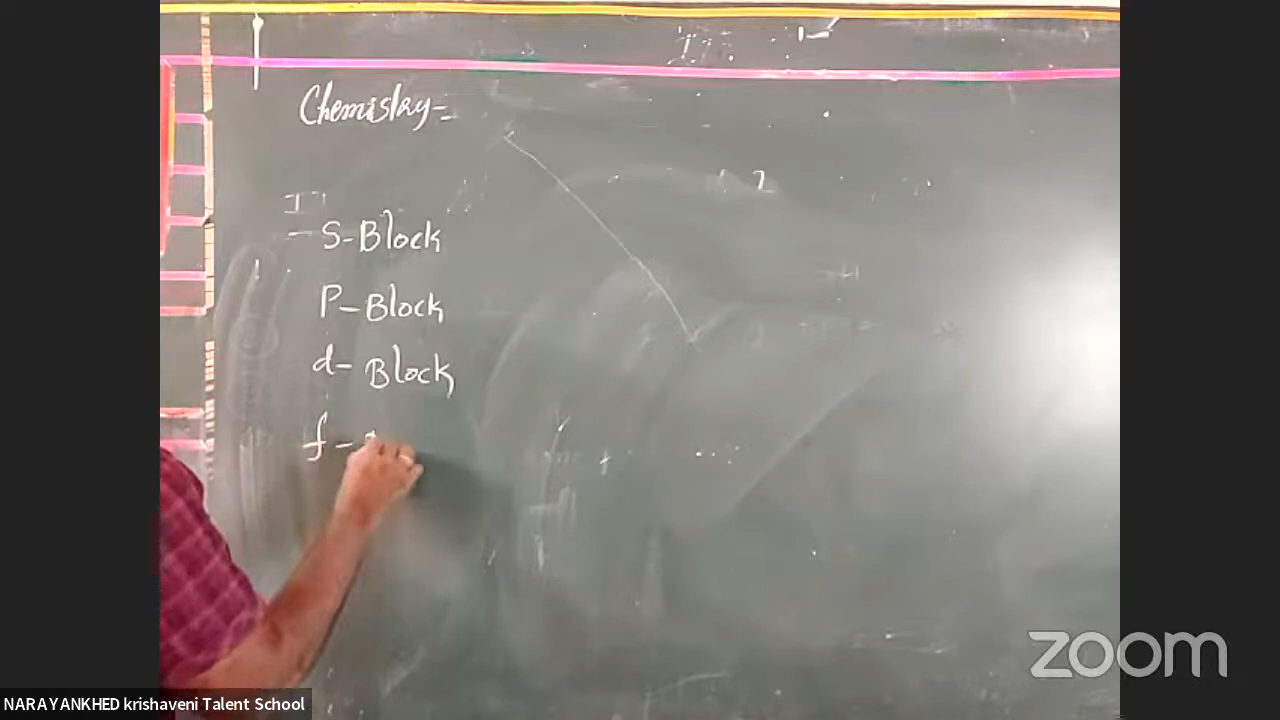 Chemistry-
S-Block
P-Block
d-Block
f-
zoom
NARAYANKHED krishaveni Talent School